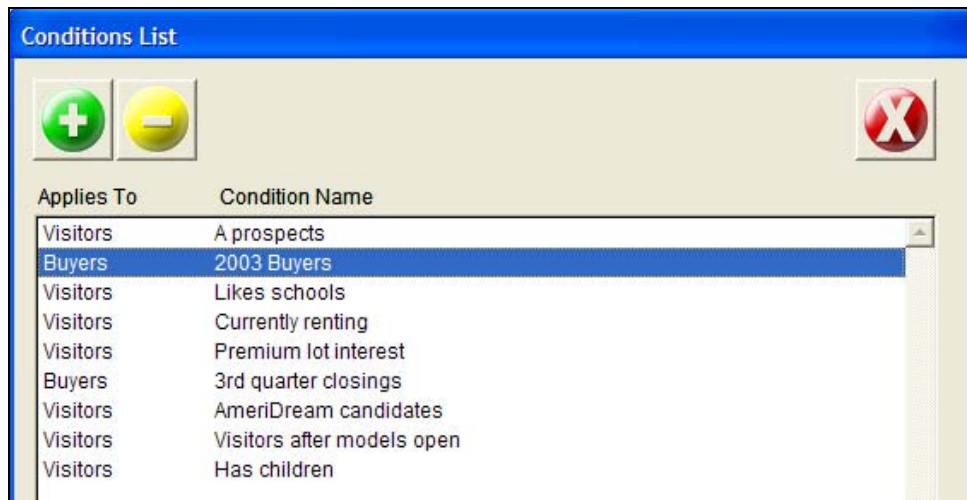 Conditions List
X
Applies To Condition Name
Visitors A prospects
Buyers 2003 Buyers
Visitors Likes schools
Visitors Currently renting
Visitors Premium lot interest
Buyers 3rd quarter closings
Visitors AmeriDream candidates
Visitors Visitors after models open
Visitors Has children